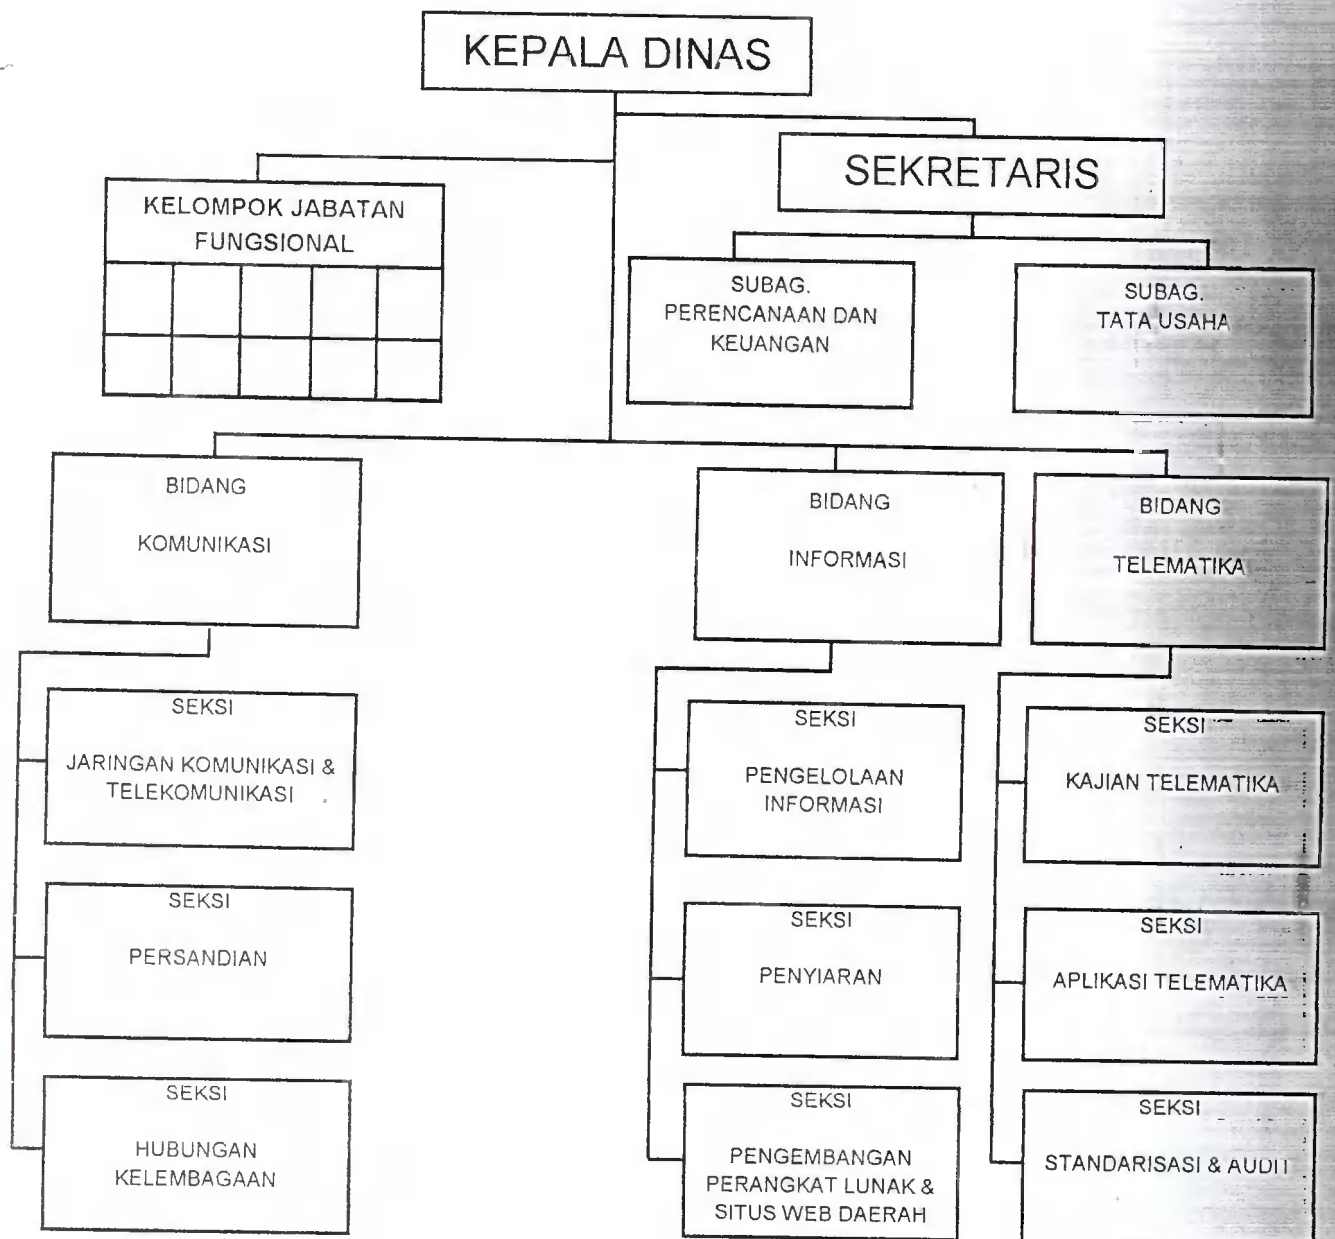 KEPALA DINAS
SEKRETARIS
KELOMPOK JABATAN
FUNGSIONAL
SUBAG.
PERENCANAAN DAN
KEUANGAN
SUBAG.
TATA USAHA
BIDANG
KOMUNIKASI
BIDANG
INFORMASI
BIDANG
TELEMATIKA
SEKSI
JARINGAN KOMUNIKASI &
TELEKOMUNIKASI
SEKSI
PERSANDIAN
SEKSI
HUBUNGAN
KELEMBAGAAN
SEKSI
PENGELOLAAN
INFORMASI
SEKSI
PENYIARAN
SEKSI
PENGEMBANGAN
PERANGKAT LUNAK &
SITUS WEB DAERAH
SEKSI
KAJIAN TELEMATIKA
SEKSI
APLIKASI TELEMATIKA
SEKSI
STANDARISASI & AUDIT